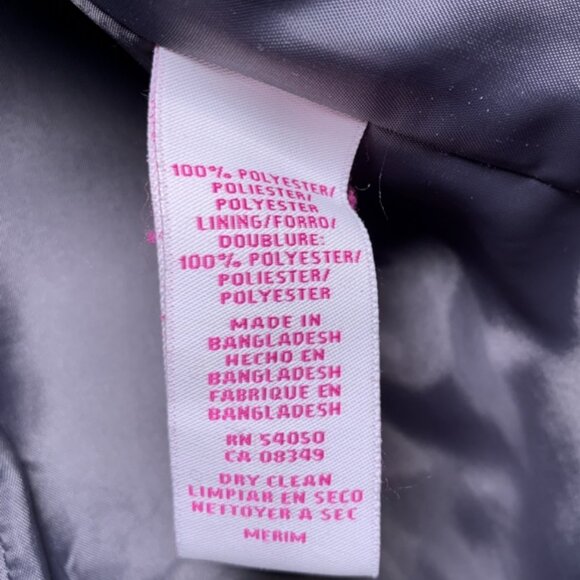 100% POLYESTER/
POLIESTER/
POLYESTER
LINING/FORRO/
DOUBLURE:
100% POLYESTER/
POLIESTER/
POLYESTER
MADE IN
BANGLADESH
HECHO EN
BANGLADESH
FABRIQUE EN
BANGLADESH
RN 54050
CA 08349
DRY CLEAN
LIMPIAR EN SECO
NETTOYER A SEC
MERIM